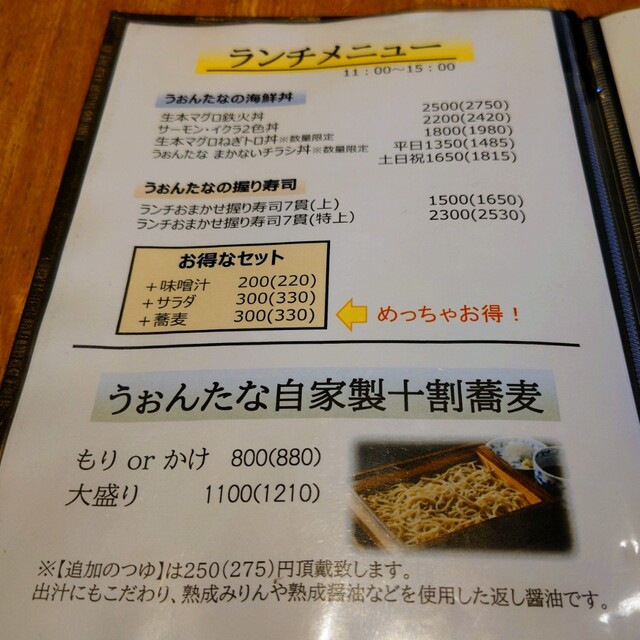 ランチメニュー
11:00～15:00
うぉんたなの海鮮丼
生本マグロ鉄火丼 2500(2750)
サーモン・イクラ2色丼 2200(2420)
生本マグロねぎトロ丼※数量限定 1800(1980)
うぉんたな まかないチラシ丼※数量限定 平日1350(1485)
土日祝1650(1815)
うぉんたなの握り寿司
ランチおまかせ握り寿司7貫(上) 1500(1650)
ランチおまかせ握り寿司7貫(特上) 2300(2530)
お得なセット
＋味噌汁 200(220)
＋サラダ 300(330)
＋蕎麦 300(330)
めっちゃお得！
うぉんたな自家製十割蕎麦
もり or かけ 800(880)
大盛り 1100(1210)
※【追加のつゆ】は250(275)円頂戴致します。
出汁にもこだわり、熟成みりんや熟成醤油などを使用した返し醤油です。